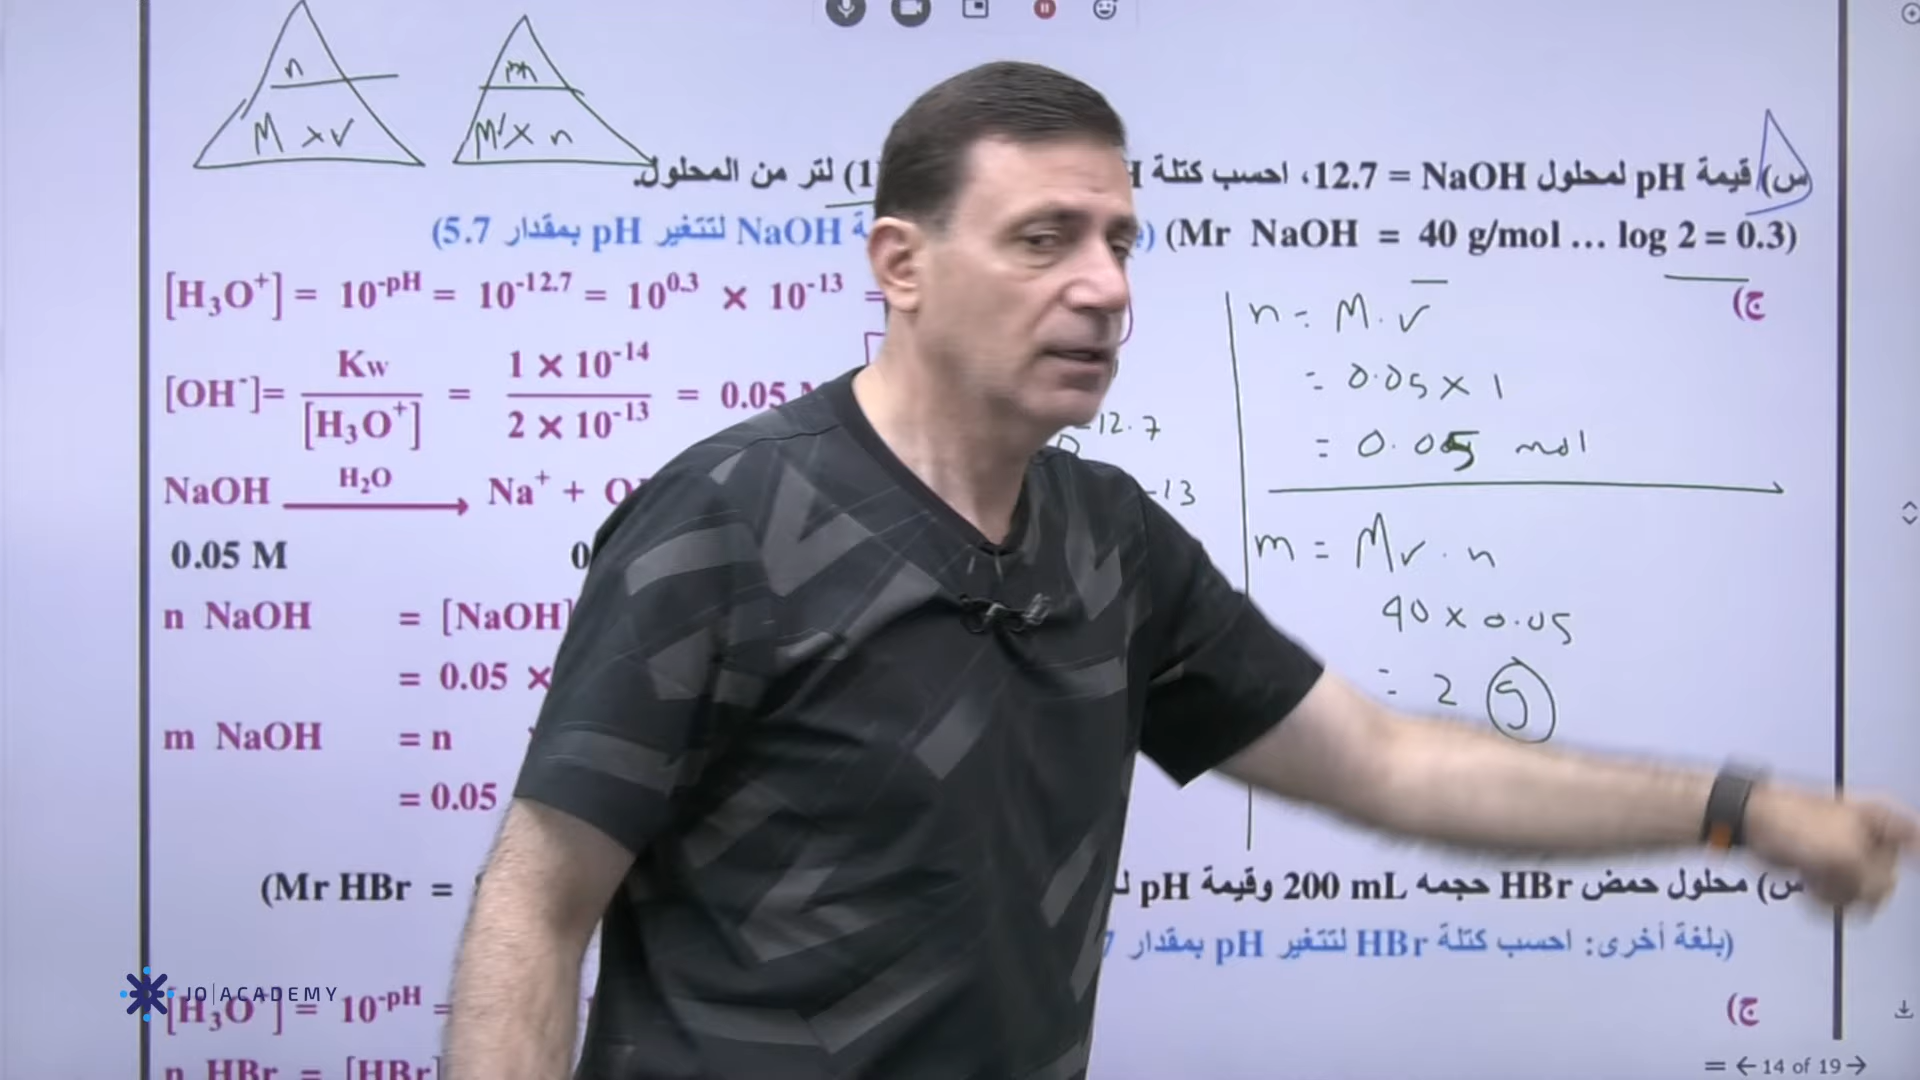 n
M × V
m
Mr × n
س) قيمة pH لمحلول NaOH = 12.7، احسب كتلة
لتر من المحلول.
(Mr NaOH = 40 g/mol ... log 2 = 0.3)
NaOH لتتغير pH بمقدار 5.7)
ج)
[H₃O⁺] = 10⁻ᵖᴴ = 10⁻¹²·⁷ = 10⁰·³ × 10⁻¹³ =
[OH⁻]= Kw / [H₃O⁺] = 1 × 10⁻¹⁴ / 2 × 10⁻¹³ = 0.05
NaOH H₂O → Na⁺ +
0.05 M
n NaOH = [NaOH]
= 0.05 ×
m NaOH = n
= 0.05
-12.7
-13
n = M . V
= 0.05 × 1
= 0.05 mol
m = Mr . n
40 × 0.05
= 2 g
س) محلول حمض HBr حجمه 200 mL وقيمة pH
(Mr HBr =
(بلغة أخرى: احسب كتلة HBr لتتغير pH بمقدار
ج)
[H₃O⁺] = 10⁻ᵖᴴ =
n HBr = [HBr]
JO|ACADEMY
14 of 19